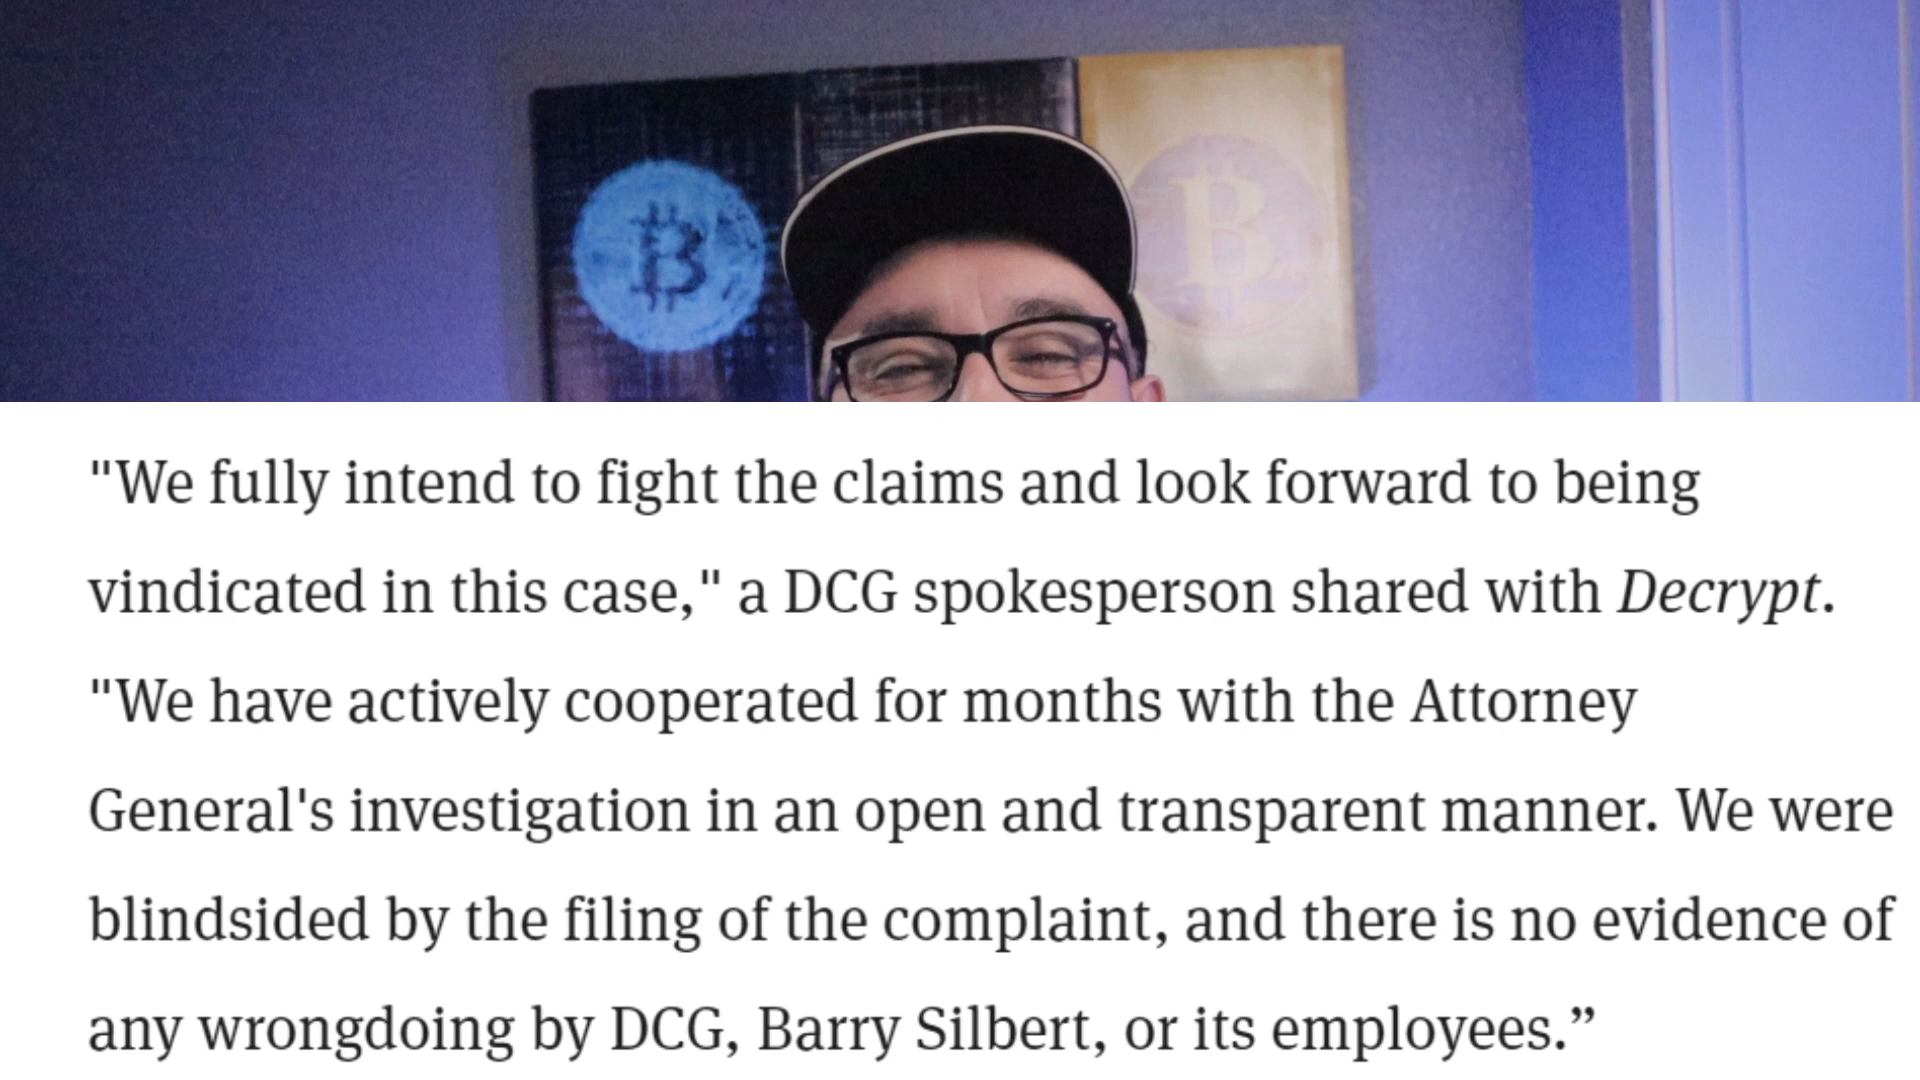 "We fully intend to fight the claims and look forward to being
vindicated in this case," a DCG spokesperson shared with Decrypt.
"We have actively cooperated for months with the Attorney
General's investigation in an open and transparent manner. We were
blindsided by the filing of the complaint, and there is no evidence of
any wrongdoing by DCG, Barry Silbert, or its employees.”